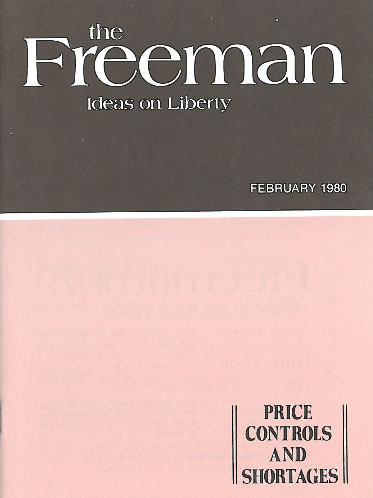 the
Freeman
Ideas on Liberty
FEBRUARY 1980
PRICE
CONTROLS
AND
SHORTAGES